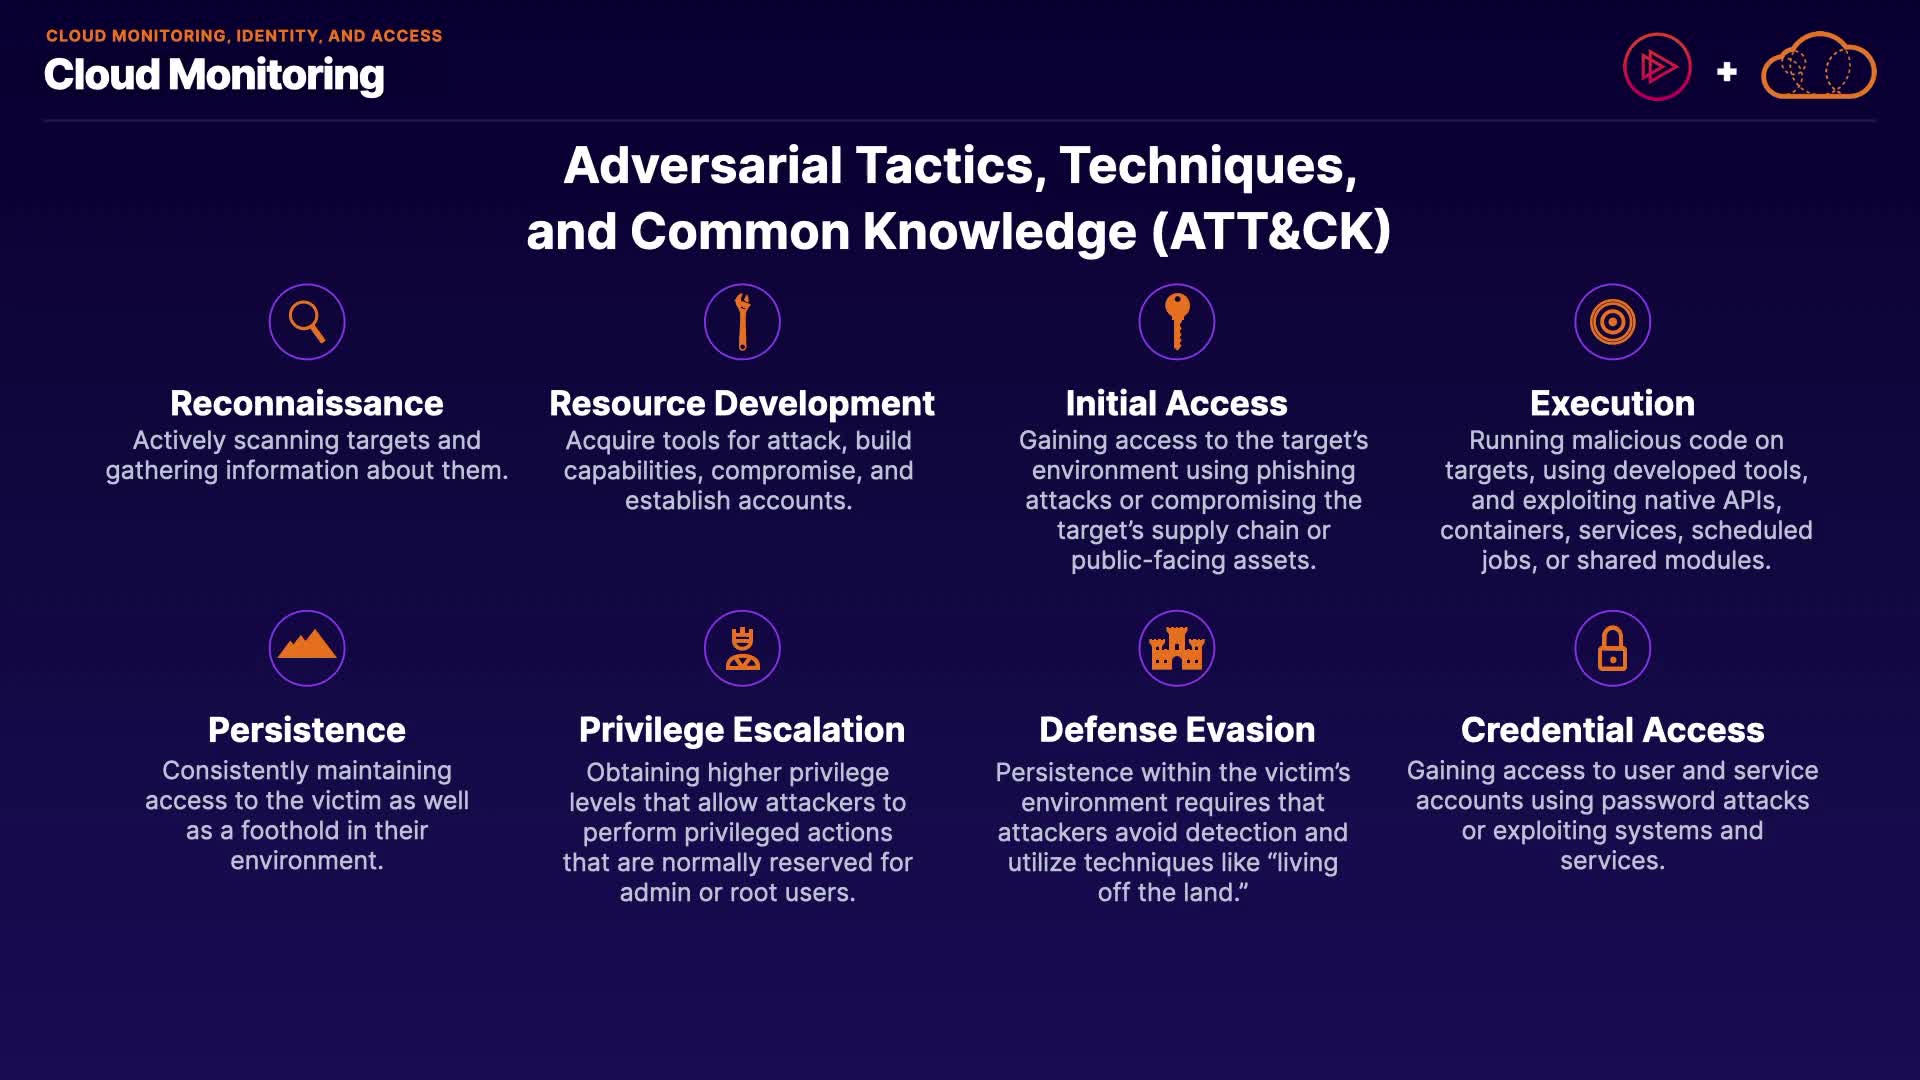 CLOUD MONITORING, IDENTITY, AND ACCESS
Cloud Monitoring
Adversarial Tactics, Techniques,
and Common Knowledge (ATT&CK)
Reconnaissance
Actively scanning targets and
gathering information about them.
Resource Development
Acquire tools for attack, build
capabilities, compromise, and
establish accounts.
Initial Access
Gaining access to the target’s
environment using phishing
attacks or compromising the
target’s supply chain or
public-facing assets.
Execution
Running malicious code on
targets, using developed tools,
and exploiting native APIs,
containers, services, scheduled
jobs, or shared modules.
Persistence
Consistently maintaining
access to the victim as well
as a foothold in their
environment.
Privilege Escalation
Obtaining higher privilege
levels that allow attackers to
perform privileged actions
that are normally reserved for
admin or root users.
Defense Evasion
Persistence within the victim’s
environment requires that
attackers avoid detection and
utilize techniques like “living
off the land.”
Credential Access
Gaining access to user and service
accounts using password attacks
or exploiting systems and
services.